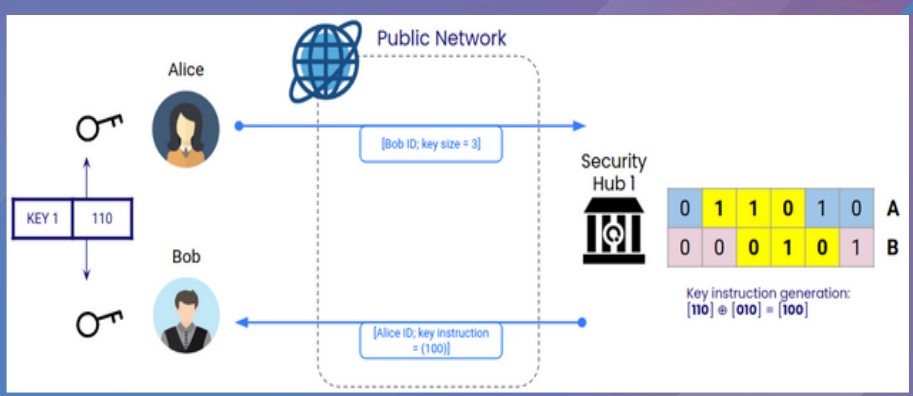 Public Network
Alice
[Bob ID; key size = 3]
Security
Hub 1
0 1 1 0 1 0 A
KEY 1 110
0 0 0 1 0 1 B
Bob
Key instruction generation:
[110] ⊕ [010] = [100]
[Alice ID; key instruction
= (100)]